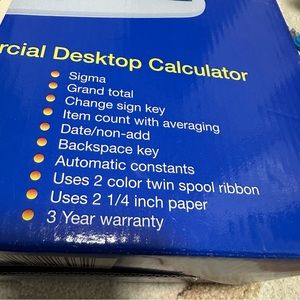 rcial Desktop Calculator
Sigma
Grand total
Change sign key
Item count with averaging
Date/non-add
Backspace key
Automatic constants
Uses 2 color twin spool ribbon
Uses 2 1/4 inch paper
3 Year warranty